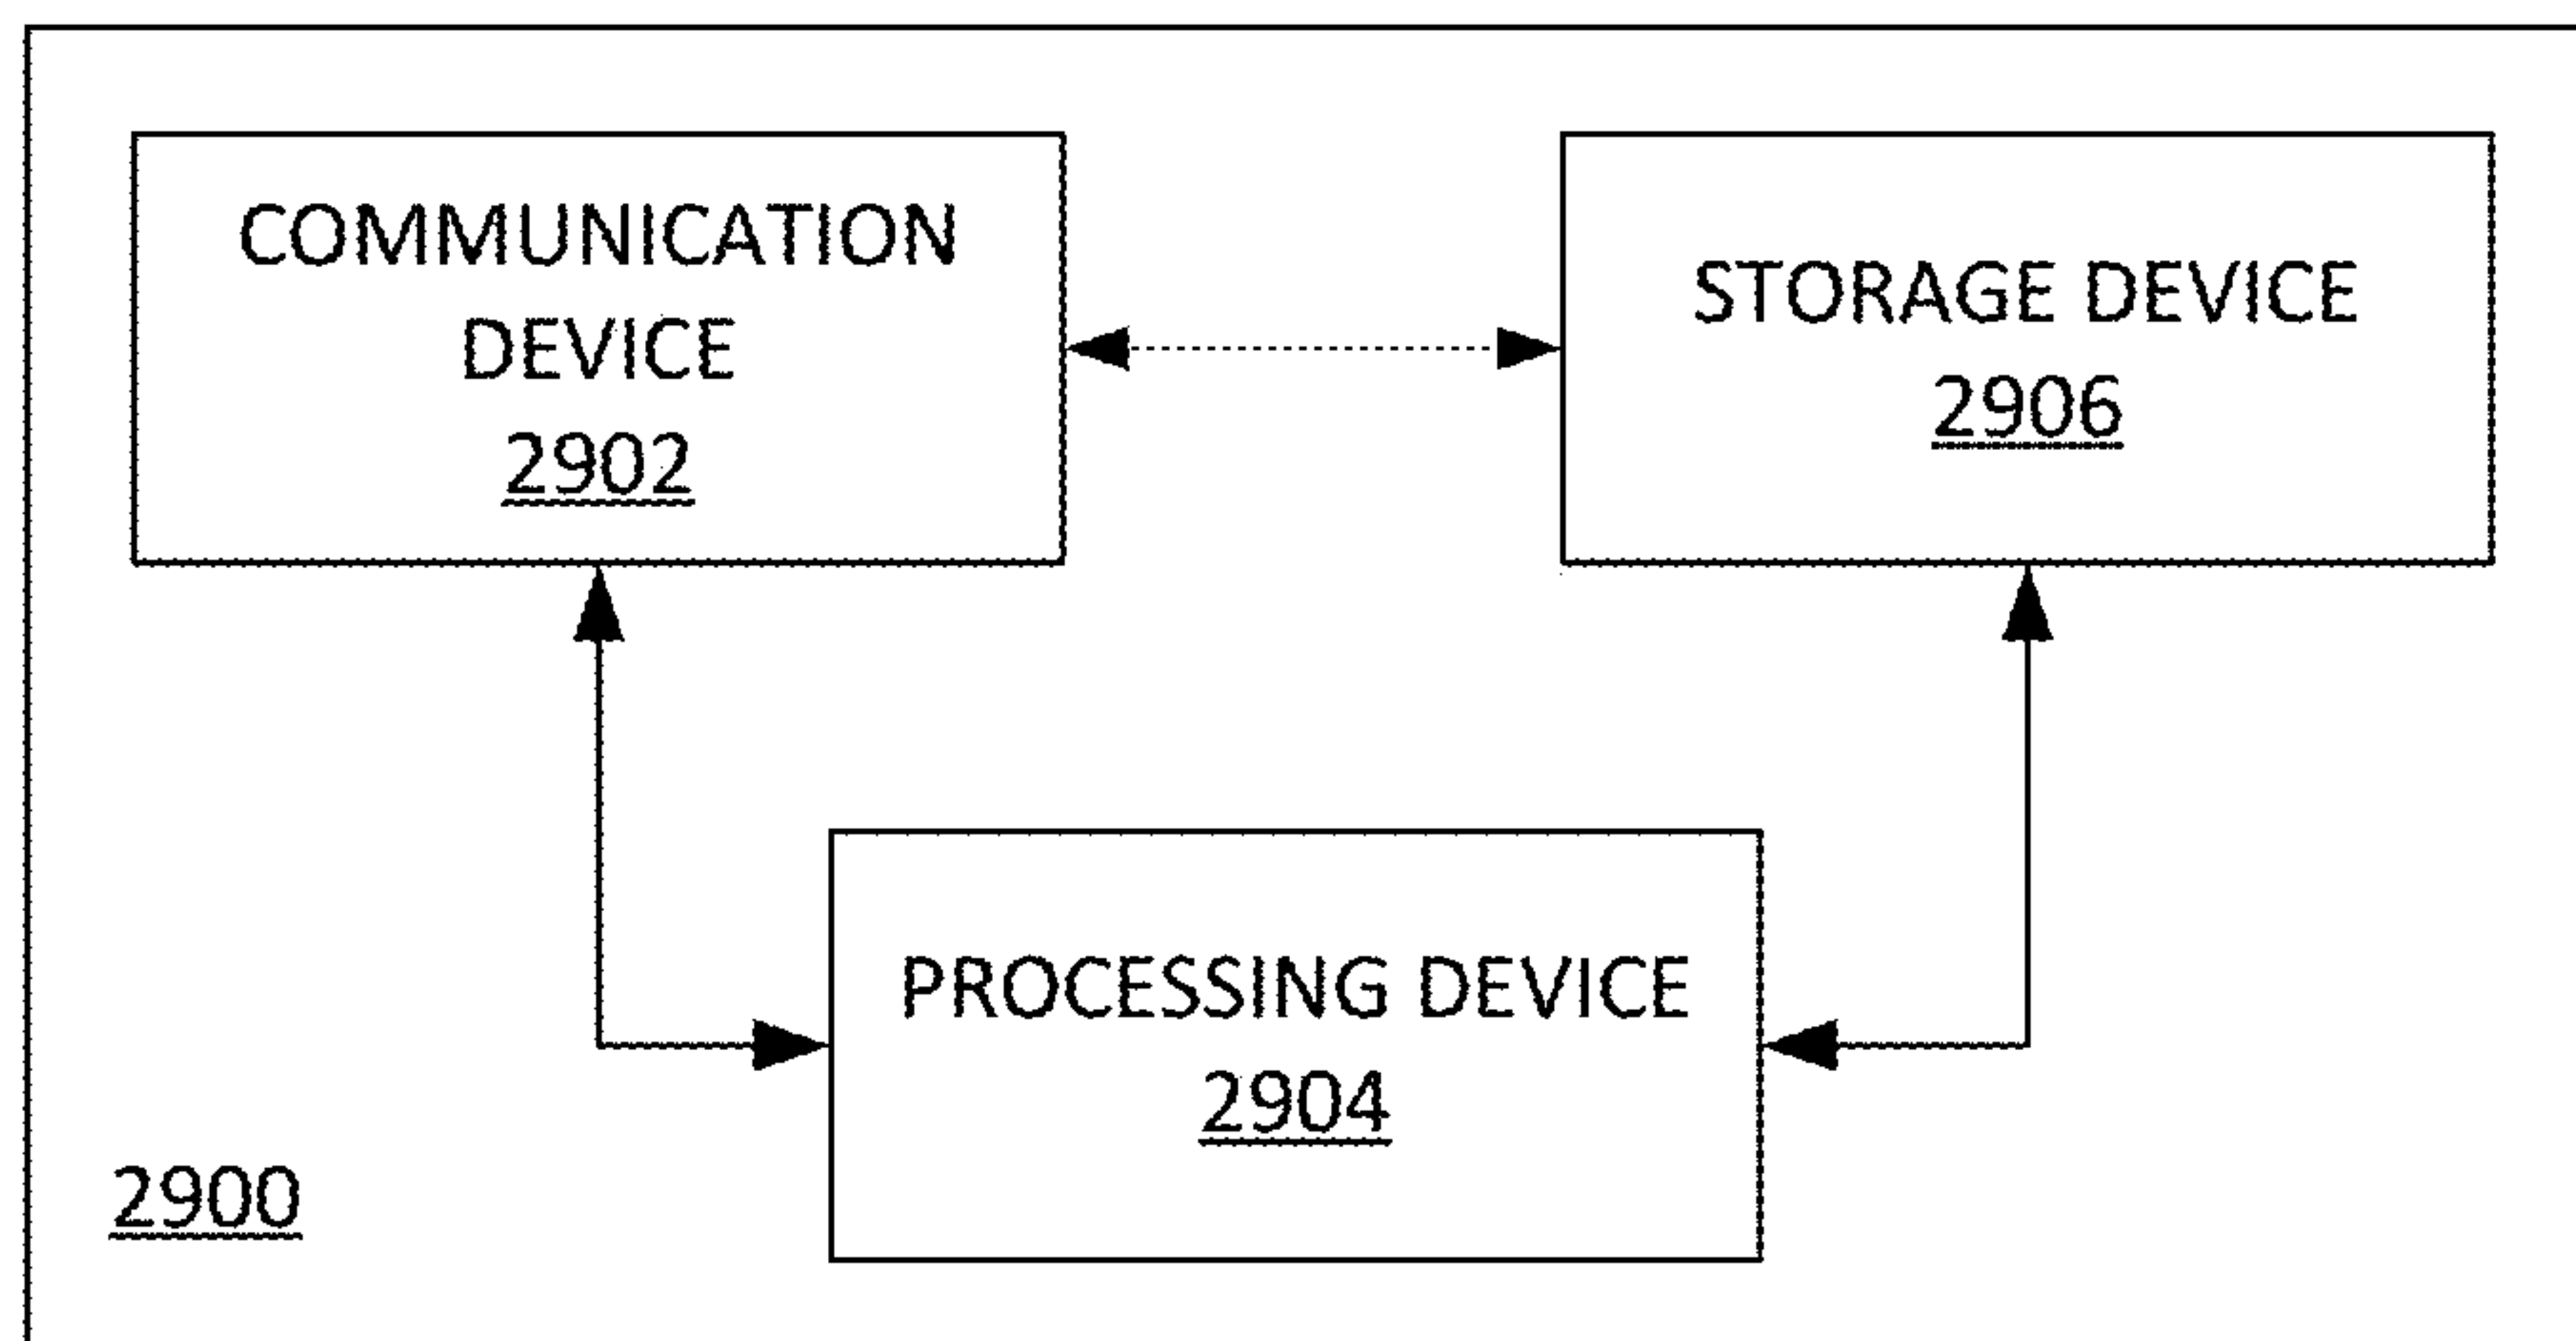 COMMUNICATION
DEVICE
2902
STORAGE DEVICE
2906
PROCESSING DEVICE
2904
2900